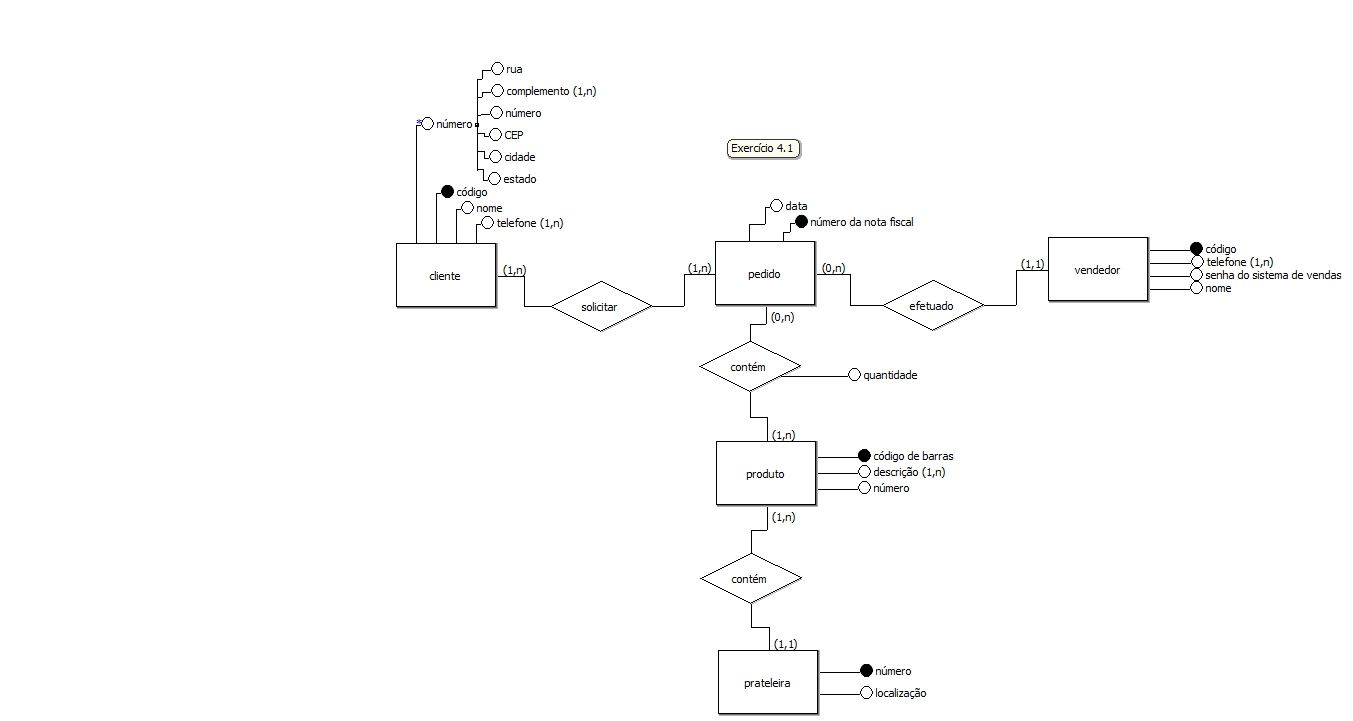 rua
complemento (1,n)
* número
número
CEP
cidade
estado
código
nome
telefone (1,n)
Exercício 4.1
data
número da nota fiscal
cliente
(1,n)
solicitar
(1,n)
pedido
(0,n)
efetuado
(1,1)
vendedor
código
telefone (1,n)
senha do sistema de vendas
nome
(0,n)
contém
quantidade
(1,n)
produto
código de barras
descrição (1,n)
número
(1,n)
contém
(1,1)
prateleira
número
localização